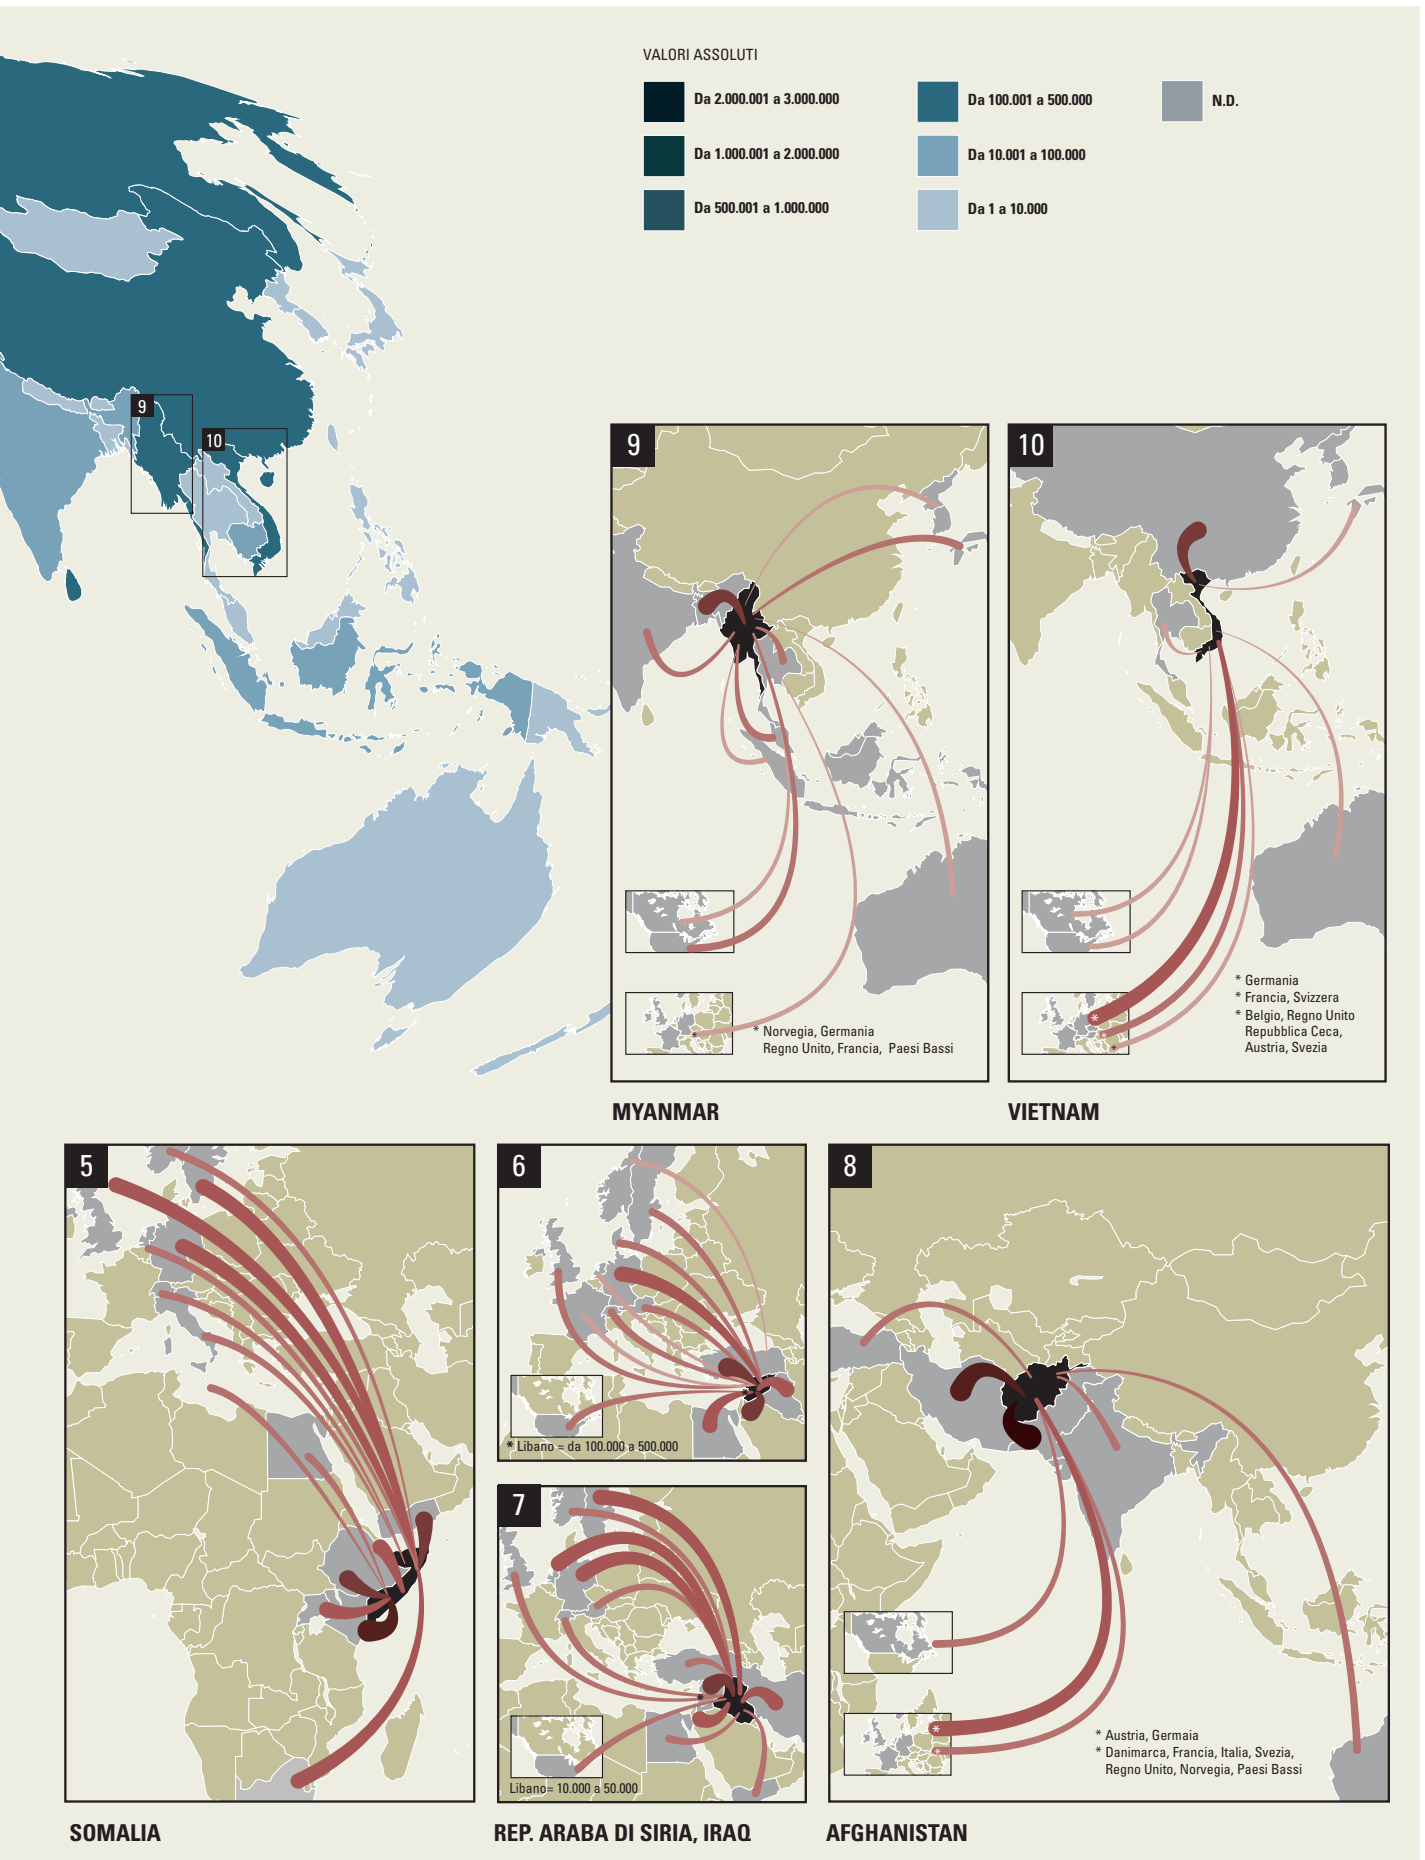 VALORI ASSOLUTI
Da 2.000.001 a 3.000.000
Da 1.000.001 a 2.000.000
Da 500.001 a 1.000.000
Da 100.001 a 500.000
Da 10.001 a 100.000
Da 1 a 10.000
N.D.
9
10
9
* Norvegia, Germania
Regno Unito, Francia, Paesi Bassi
MYANMAR
10
* Germania
* Francia, Svizzera
* Belgio, Regno Unito
Repubblica Ceca,
Austria, Svezia
VIETNAM
5
SOMALIA
6
* Libano = da 100.000 a 500.000
7
Libano= 10.000 a 50.000
REP. ARABA DI SIRIA, IRAQ
8
* Austria, Germaia
* Danimarca, Francia, Italia, Svezia,
Regno Unito, Norvegia, Paesi Bassi
AFGHANISTAN